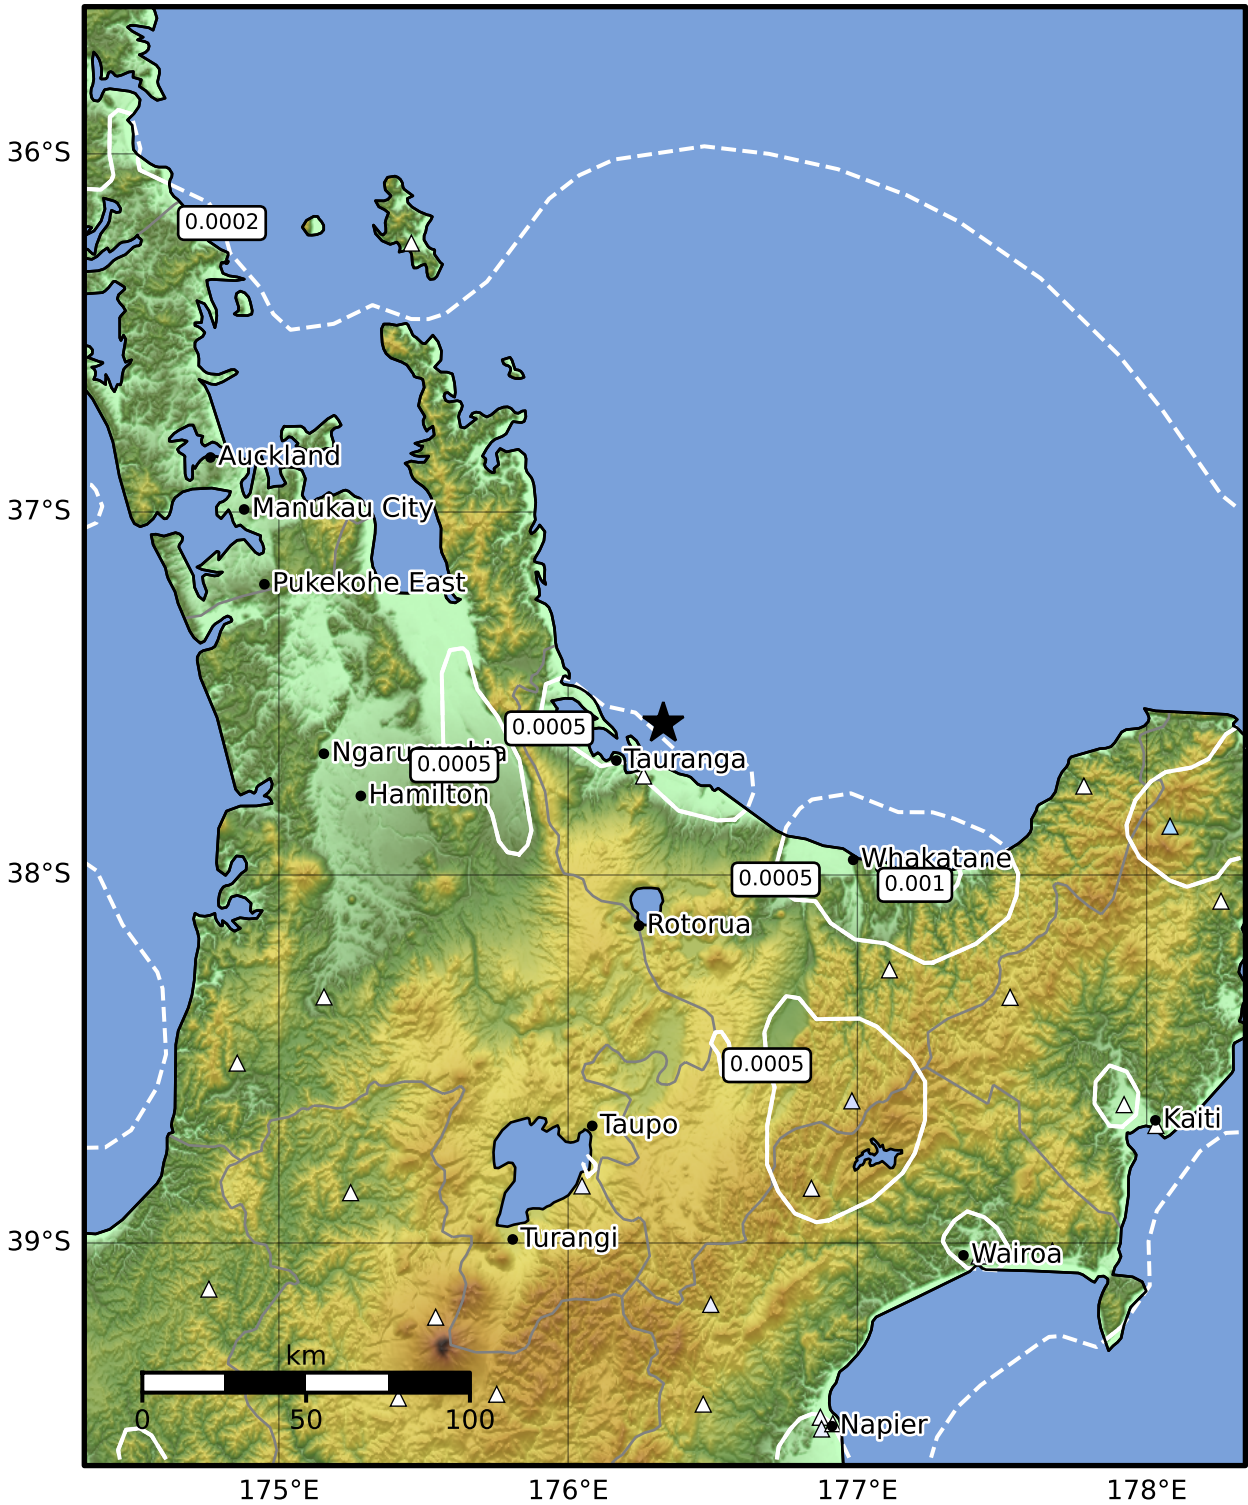 36°S
0.0002
Auckland
37°S
Manukau City
Pukekohe East
0.0005
Ngaruawahia
Tauranga
0.0005
Hamilton
38°S
Whakatane
0.0005
0.001
Rotorua
0.0005
Taupo
Kaiti
39°S
Turangi
Wairoa
km
0
50
100
Napier
175°E
176°E
177°E
178°E